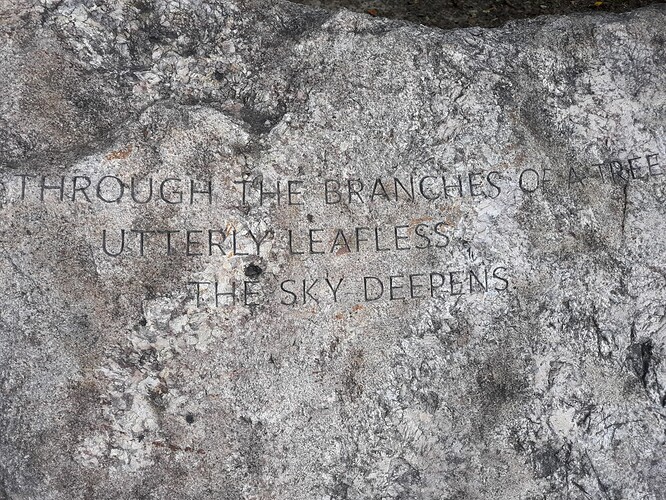 THROUGH THE BRANCHES OF A TREE
UTTERLY LEAFLESS
THE SKY DEEPENS